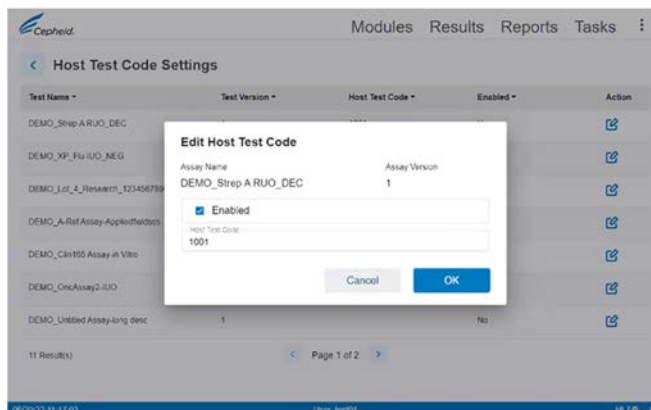 Cepheid.
Modules Results Reports Tasks
Host Test Code Settings
Test Name Test Version Host Test Code Enabled Action
DEMO_Strep A RUO_DEC
DEMO_XP_Flu IUO_NEG
DEMO_Lot_4_Research_123456789
DEMO_A-Ref Assay-Appliedfieldsss
DEMO_Clin165 Assay-in Vitro
DEMO_OncAssay2-IUO
DEMO_Untitled Assay-long desc 1 No
Edit Host Test Code
Assay Name Assay Version
DEMO_Strep A RUO_DEC 1
Enabled
Host Test Code
1001
Cancel OK
11 Result(s) Page 1 of 2